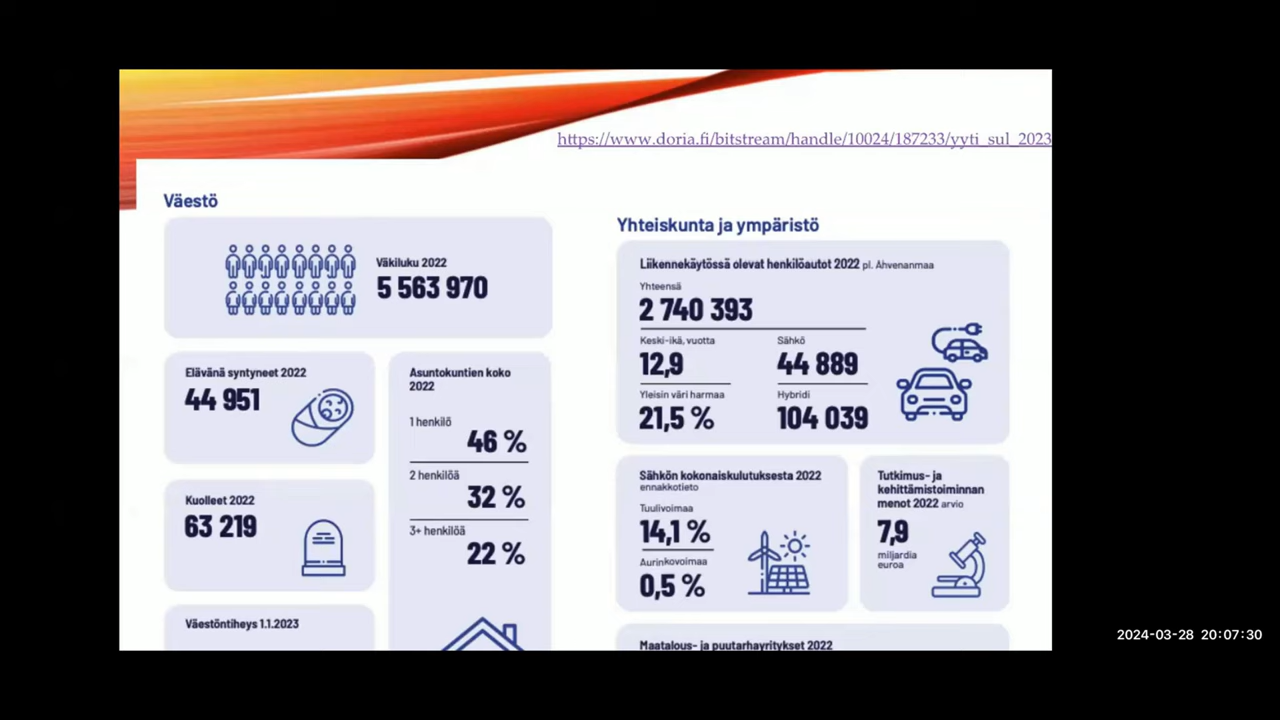 https://www.doria.fi/bitstream/handle/10024/187233/yyti_sul_2023
Väestö
Väkiluku 2022
5 563 970
Elävänä syntyneet 2022
44 951
Kuolleet 2022
63 219
Väestöntiheys 1.1.2023
Asuntokuntien koko
2022
1 henkilö
46 %
2 henkilöä
32 %
3+ henkilöä
22 %
Yhteiskunta ja ympäristö
Liikennekäytössä olevat henkilöautot 2022 pl. Ahvenanmaa
Yhteensä
2 740 393
Keski-ikä, vuotta
12,9
Sähkö
44 889
Yleisin väri harmaa
21,5 %
Hybridi
104 039
Sähkön kokonaiskulutuksesta 2022
ennakkotieto
Tuulivoimaa
14,1 %
Aurinkovoimaa
0,5 %
Tutkimus- ja
kehittämistoiminnan
menot 2022 arvio
7,9
miljardia
euroa
Maatalous- ja puutarhayritykset 2022
2024-03-28 20:07:30